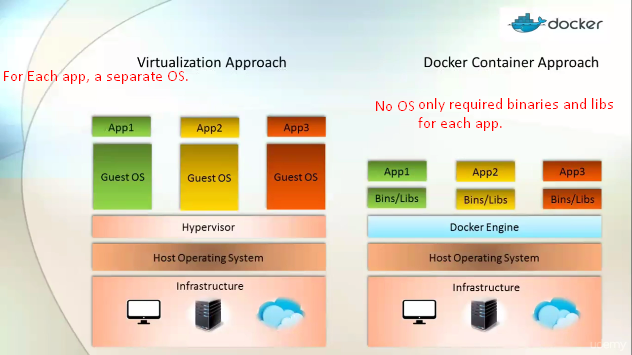 docker
Virtualization Approach
For Each app, a separate OS.
App1
App2
App3
Guest OS
Guest OS
Guest OS
Hypervisor
Host Operating System
Infrastructure
Docker Container Approach
No OS only required binaries and libs
for each app.
App1
App2
App3
Bins/Libs
Bins/Libs
Bins/Libs
Docker Engine
Host Operating System
Infrastructure
Udemy